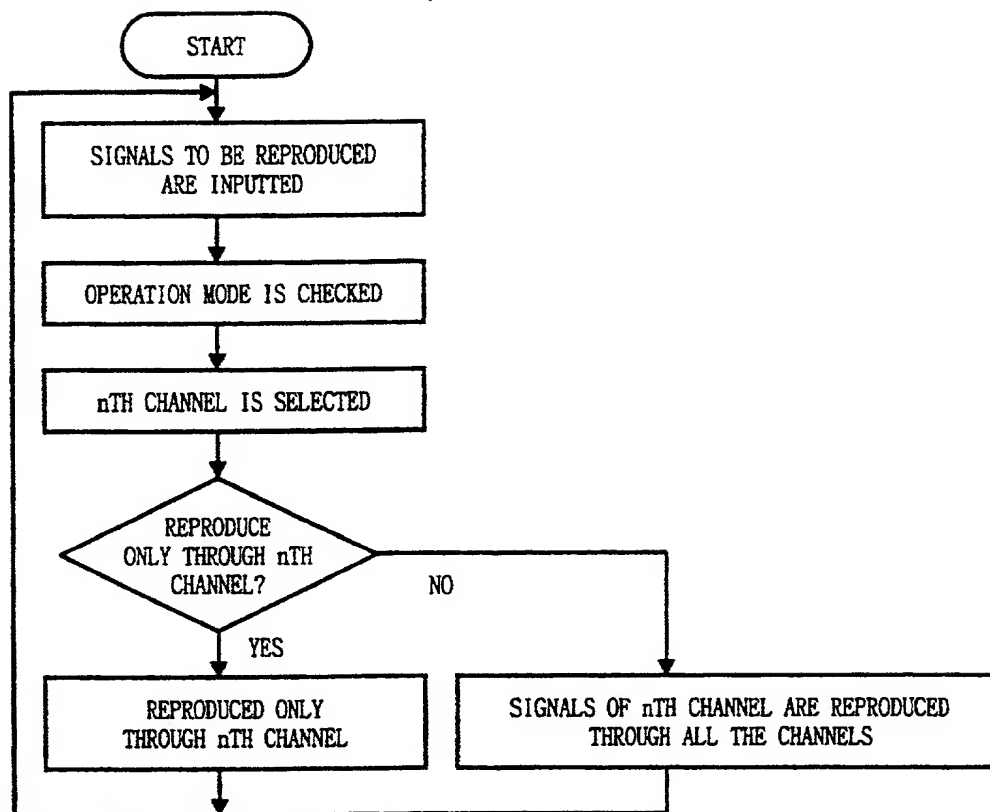 START
SIGNALS TO BE REPRODUCED
ARE INPUTTED
OPERATION MODE IS CHECKED
nTH CHANNEL IS SELECTED
REPRODUCE
ONLY THROUGH nTH
CHANNEL?
NO
YES
REPRODUCED ONLY
THROUGH nTH CHANNEL
SIGNALS OF nTH CHANNEL ARE REPRODUCED
THROUGH ALL THE CHANNELS